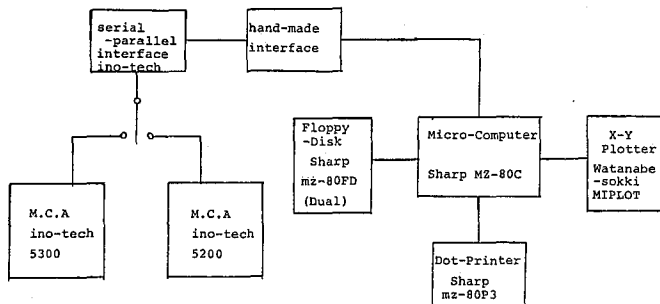 serial
~parallel
interface
ino-tech
hand-made
interface
Floppy
-Disk
Sharp
mz-80FD
(Dual)
Micro-Computer
Sharp MZ-80C
X-Y
Plotter
Watanabe
-sokki
MIPLOT
M.C.A
ino-tech
5300
M.C.A
ino-tech
5200
Dot-Printer
Sharp
mz-80P3